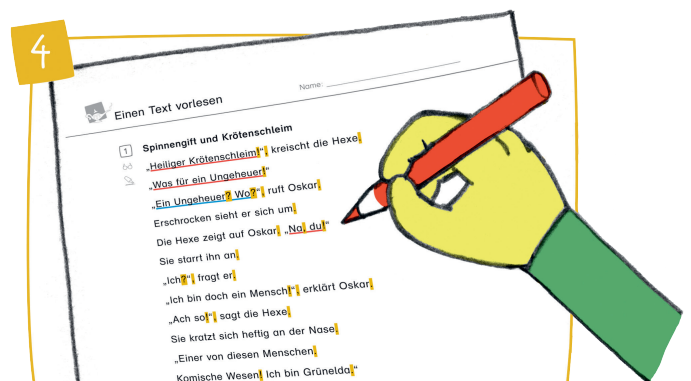 4
Name:
Einen Text vorlesen
1 Spinnengift und Krötenschleim
„Heiliger Krötenschleim!“, kreischt die Hexe.
„Was für ein Ungeheuer!“
„Ein Ungeheuer? Wo?“, ruft Oskar.
Erschrocken sieht er sich um.
Die Hexe zeigt auf Oskar. „Na, du!“
Sie starrt ihn an.
„Ich?“, fragt er.
„Ich bin doch ein Mensch!“, erklärt Oskar.
„Ach so!“, sagt die Hexe.
Sie kratzt sich heftig an der Nase.
„Einer von diesen Menschen.
Komische Wesen! Ich bin Grünelda.“